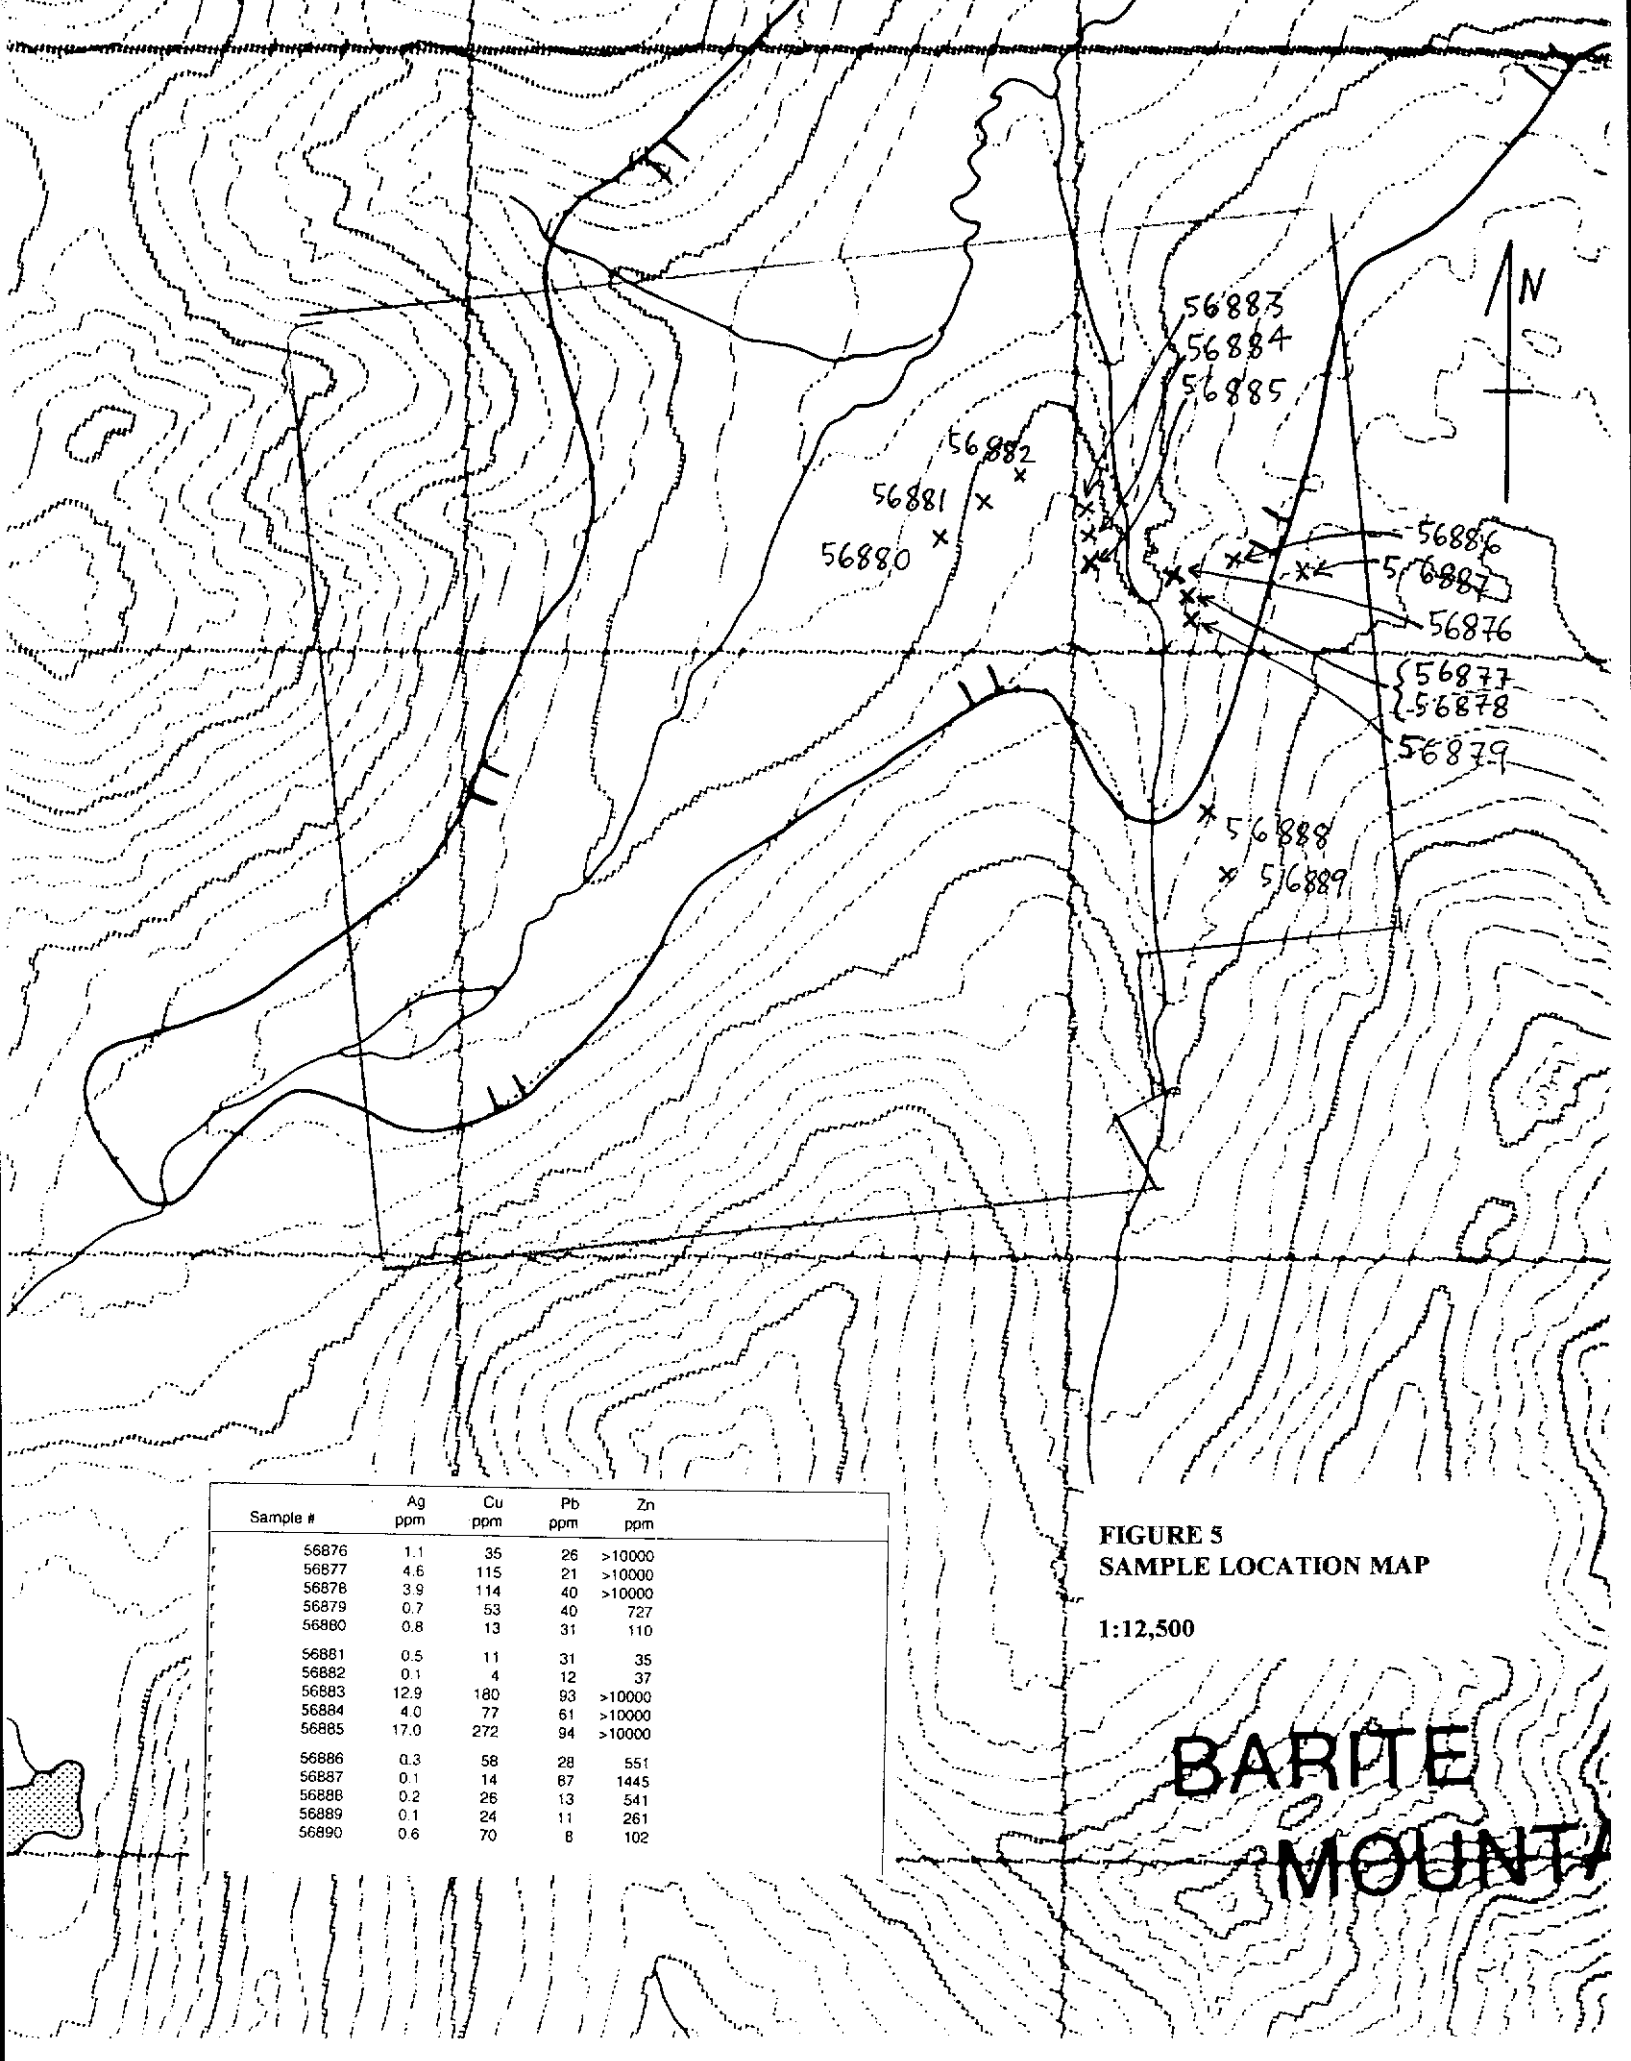 56883
56884
56885
N
56882
56881
56880
56886
56887
56876
{56877
{56878
56879
56888
56889
Sample # Ag ppm Cu ppm Pb ppm Zn ppm
r 56876 1.1 35 26 >10000
r 56877 4.6 115 21 >10000
r 56878 3.9 114 40 >10000
r 56879 0.7 53 40 727
r 56880 0.8 13 31 110
r 56881 0.5 11 31 35
r 56882 0.1 4 12 37
r 56883 12.9 180 93 >10000
r 56884 4.0 77 61 >10000
r 56885 17.0 272 94 >10000
r 56886 0.3 58 28 551
r 56887 0.1 14 87 1445
r 56888 0.2 26 13 541
r 56889 0.1 24 11 261
r 56890 0.6 70 8 102
FIGURE 5
SAMPLE LOCATION MAP
1:12,500
BARITE
MOUNTA